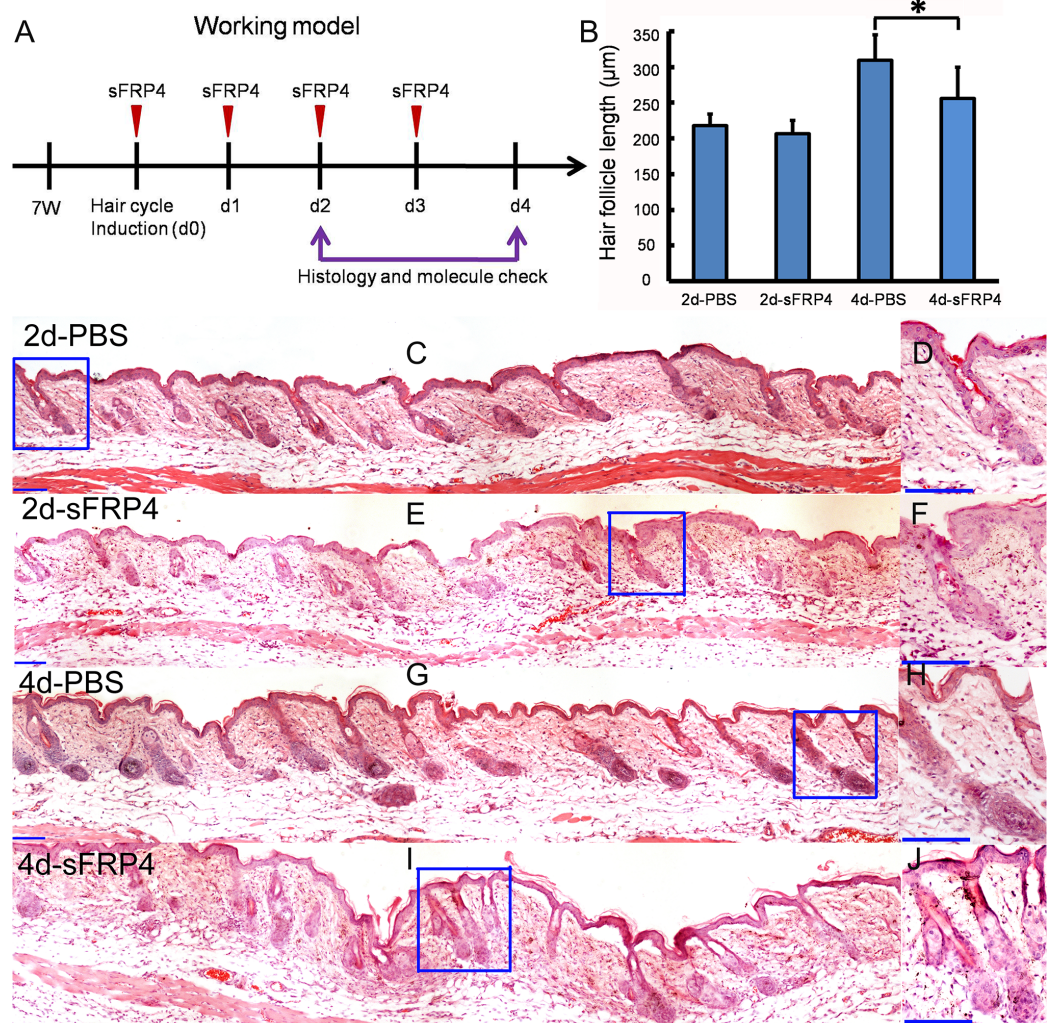 A
Working model
sFRP4 sFRP4 sFRP4 sFRP4
7W
Hair cycle
Induction (d0)
d1 d2 d3 d4
Histology and molecule check
B
*
Hair follicle length (µm)
350
300
250
200
150
100
50
0
2d-PBS 2d-sFRP4 4d-PBS 4d-sFRP4
2d-PBS C D
2d-sFRP4 E F
4d-PBS G H
4d-sFRP4 I J